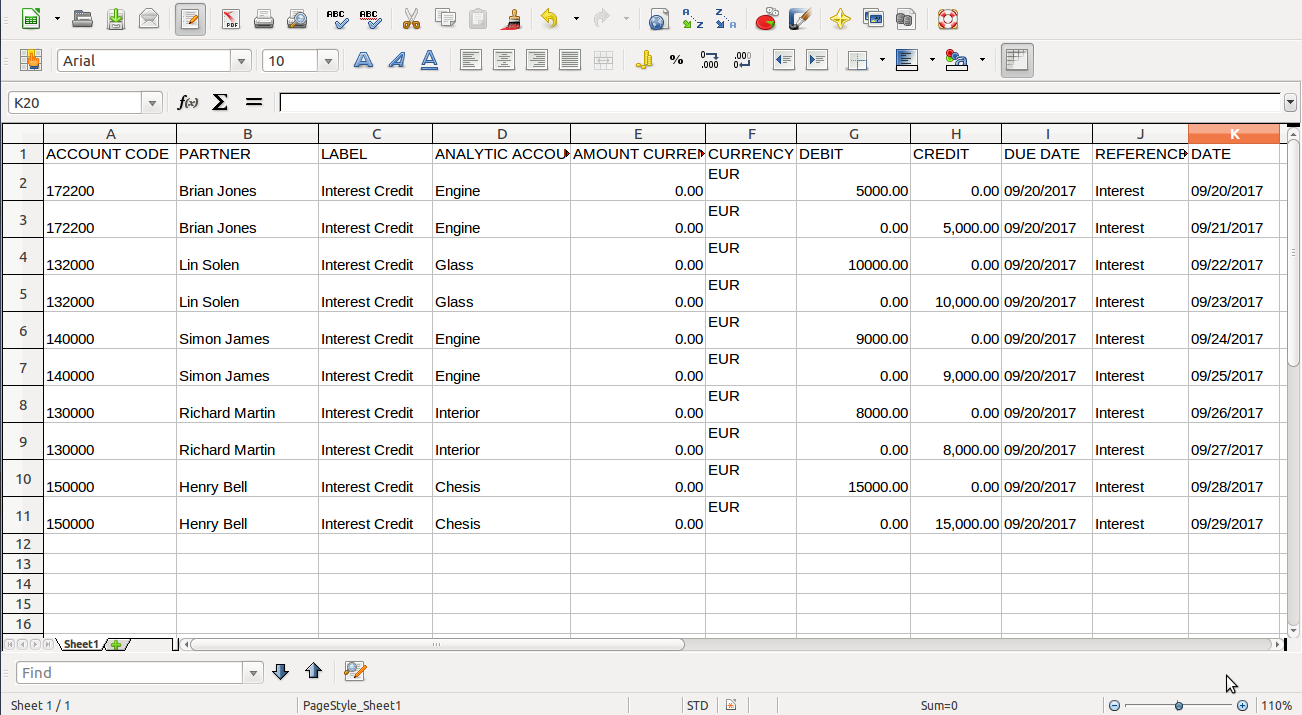 PDF ABC ABC A Z Z A
Arial 10 A A A % 0.0 .000 .000 0.0
K20 f(x) Σ =
A B C D E F G H I J K
1 ACCOUNT CODE PARTNER LABEL ANALYTIC ACCOU AMOUNT CURREN CURRENCY DEBIT CREDIT DUE DATE REFERENCE DATE
2 172200 Brian Jones Interest Credit Engine 0.00 EUR 5000.00 0.00 09/20/2017 Interest 09/20/2017
3 172200 Brian Jones Interest Credit Engine 0.00 EUR 0.00 5,000.00 09/20/2017 Interest 09/21/2017
4 132000 Lin Solen Interest Credit Glass 0.00 EUR 10000.00 0.00 09/20/2017 Interest 09/22/2017
5 132000 Lin Solen Interest Credit Glass 0.00 EUR 0.00 10,000.00 09/20/2017 Interest 09/23/2017
6 140000 Simon James Interest Credit Engine 0.00 EUR 9000.00 0.00 09/20/2017 Interest 09/24/2017
7 140000 Simon James Interest Credit Engine 0.00 EUR 0.00 9,000.00 09/20/2017 Interest 09/25/2017
8 130000 Richard Martin Interest Credit Interior 0.00 EUR 8000.00 0.00 09/20/2017 Interest 09/26/2017
9 130000 Richard Martin Interest Credit Interior 0.00 EUR 0.00 8,000.00 09/20/2017 Interest 09/27/2017
10 150000 Henry Bell Interest Credit Chesis 0.00 EUR 15000.00 0.00 09/20/2017 Interest 09/28/2017
11 150000 Henry Bell Interest Credit Chesis 0.00 EUR 0.00 15,000.00 09/20/2017 Interest 09/29/2017
12
13
14
15
16
Sheet1
Find
Sheet 1 / 1 PageStyle_Sheet1 STD Sum=0 110%